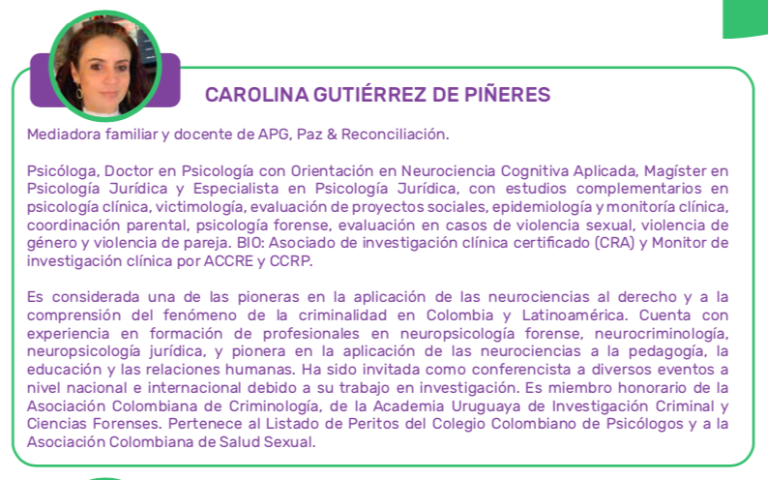 CAROLINA GUTIÉRREZ DE PIÑERES
Mediadora familiar y docente de APG, Paz & Reconciliación.
Psicóloga, Doctor en Psicología con Orientación en Neurociencia Cognitiva Aplicada, Magíster en
Psicología Jurídica y Especialista en Psicología Jurídica, con estudios complementarios en
psicología clínica, victimología, evaluación de proyectos sociales, epidemiología y monitoría clínica,
coordinación parental, psicología forense, evaluación en casos de violencia sexual, violencia de
género y violencia de pareja. BIO: Asociado de investigación clínica certificado (CRA) y Monitor de
investigación clínica por ACCRE y CCRP.
Es considerada una de las pioneras en la aplicación de las neurociencias al derecho y a la
comprensión del fenómeno de la criminalidad en Colombia y Latinoamérica. Cuenta con
experiencia en formación de profesionales en neuropsicología forense, neurocriminología,
neuropsicología jurídica, y pionera en la aplicación de las neurociencias a la pedagogía, la
educación y las relaciones humanas. Ha sido invitada como conferencista a diversos eventos a
nivel nacional e internacional debido a su trabajo en investigación. Es miembro honorario de la
Asociación Colombiana de Criminología, de la Academia Uruguaya de Investigación Criminal y
Ciencias Forenses. Pertenece al Listado de Peritos del Colegio Colombiano de Psicólogos y a la
Asociación Colombiana de Salud Sexual.